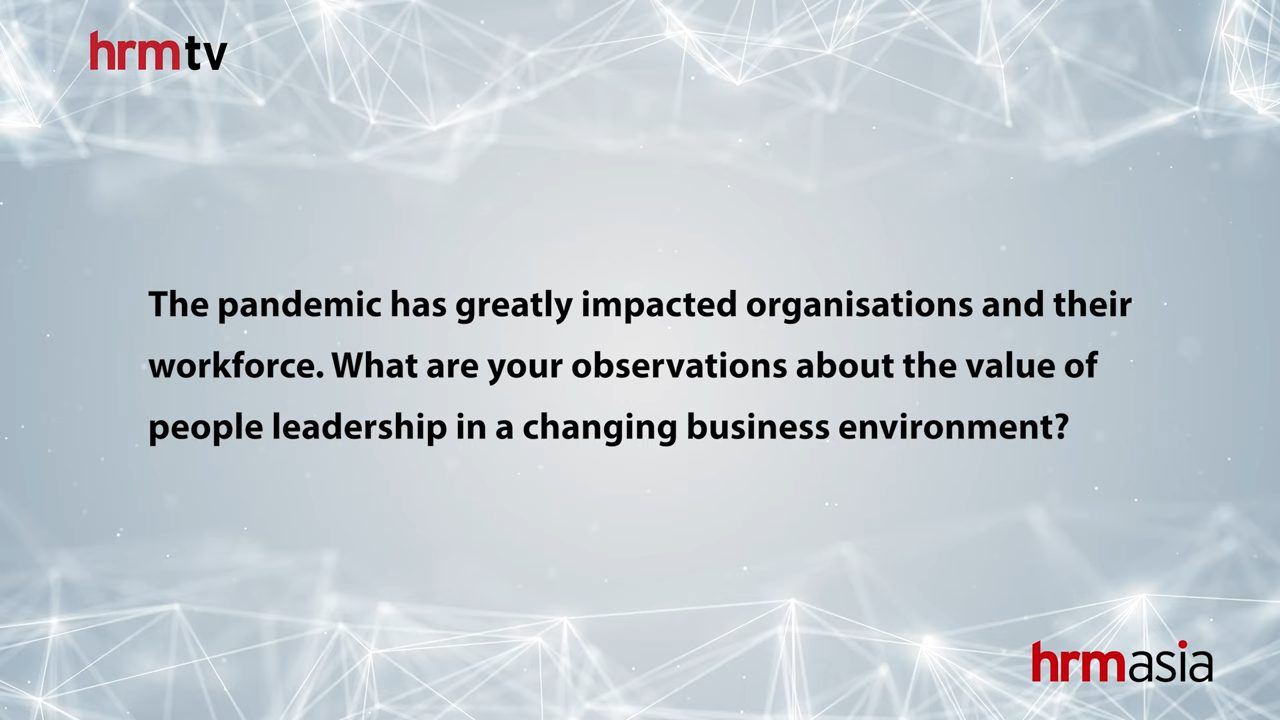 hrmtv
The pandemic has greatly impacted organisations and their
workforce. What are your observations about the value of
people leadership in a changing business environment?
hrmasia